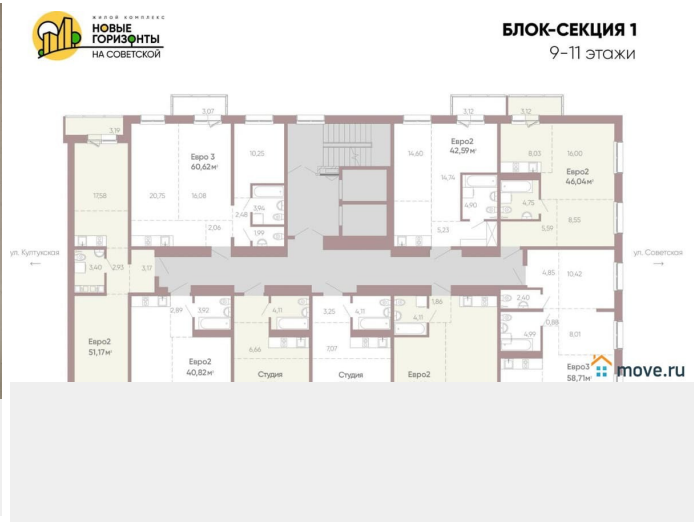 ЖИЛОЙ КОМПЛЕКС
НОВЫЕ
ГОРИЗОНТЫ
НА СОВЕТСКОЙ
БЛОК-СЕКЦИЯ 1
9-11 этажи
3,07
3,12
3,12
3,19
Евро 3
60,62м²
10,25
14,60
Евро2
42,59м²
8,03
16,00
Евро2
46,04м²
17,58
20,75
16,08
14,74
3,94
4,90
4,75
2,48
8,55
2,06
1,99
5,23
5,59
ул. Култукская
ул. Советская
3,40
2,93
3,17
4,85
10,42
2,40
2,89
3,92
4,11
3,25
4,11
1,86
4,11
0,88
4,99
8,01
Евро2
51,17м²
6,66
7,07
Евро2
40,82м²
Студия
Студия
Евро2
Евро3
58,71м²
move.ru